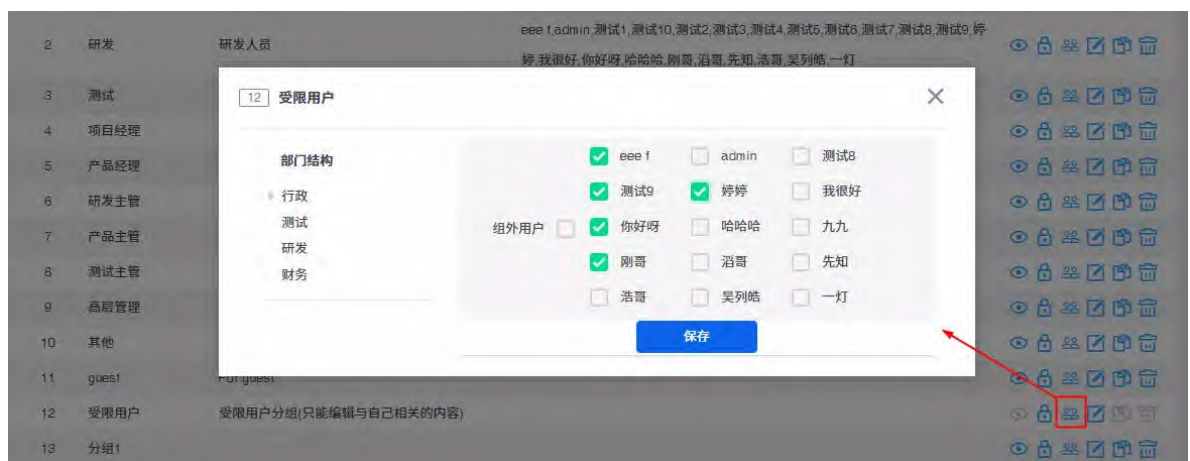 eee f,admin,测试1,测试10,测试2,测试3,测试4,测试5,测试6,测试7,测试8,测试9,婷
2 研发 研发人员
婷,我很好,你好呀,哈哈哈,刚哥,滔哥,先知,浩哥,吴列皓,一灯
3 测试
4 项目经理
5 产品经理
6 研发主管
7 产品主管
8 测试主管
9 高层管理
10 其他
11 guest For guest
12 受限用户 受限用户分组(只能编辑与自己相关的内容)
13 分组1
12 受限用户
部门结构
行政
测试
研发
财务
组外用户
eee f admin 测试8
测试9 婷婷 我很好
你好呀 哈哈哈 九九
刚哥 滔哥 先知
浩哥 吴列皓 一灯
保存